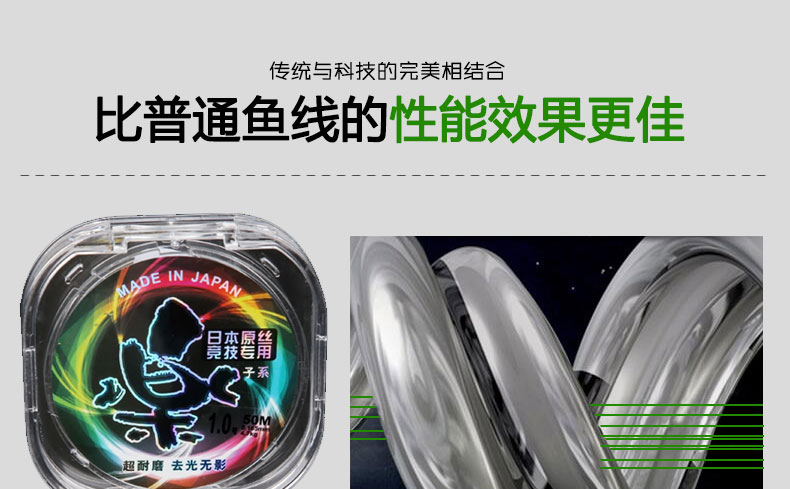 传统与科技的完美相结合
比普通鱼线的性能效果更佳
MADE IN JAPAN
日本原丝
竞技专用
子系
1.0号 50M
超耐磨 去光无影